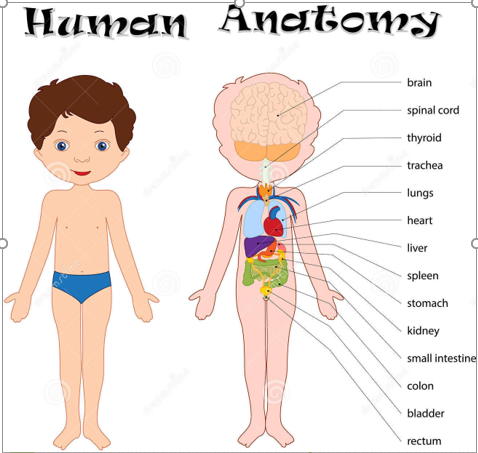 Human Anatomy
brain
spinal cord
thyroid
trachea
lungs
heart
liver
spleen
stomach
kidney
small intestine
colon
bladder
rectum